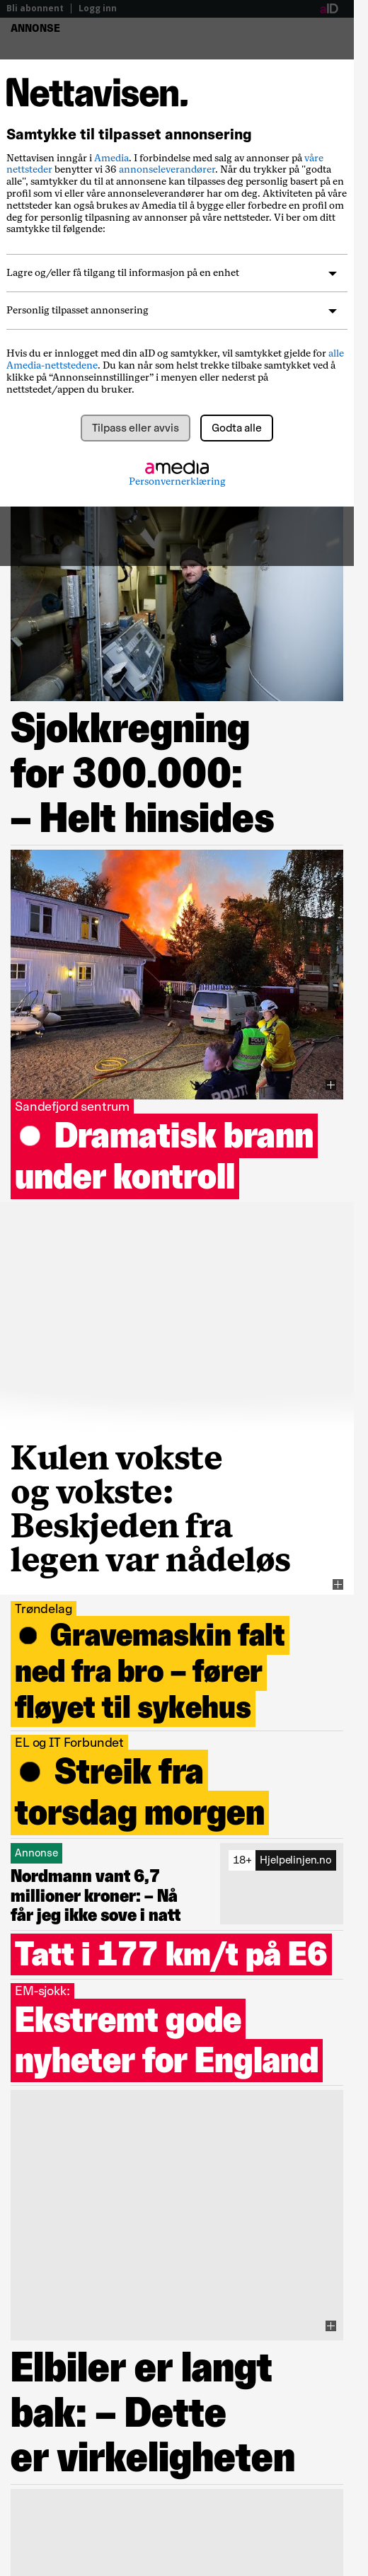 Bli abonnent | Logg inn
aID
ANNONSE
Nettavisen.
Samtykke til tilpasset annonsering
Nettavisen inngår i Amedia. I forbindelse med salg av annonser på våre
nettsteder benytter vi 36 annonseleverandører. Når du trykker på "godta
alle", samtykker du til at annonsene kan tilpasses deg personlig basert på en
profil som vi eller våre annonseleverandører har om deg. Aktiviteten på våre
nettsteder kan også brukes av Amedia til å bygge eller forbedre en profil om
deg for personlig tilpasning av annonser på våre nettsteder. Vi ber om ditt
samtykke til følgende:
Lagre og/eller få tilgang til informasjon på en enhet
Personlig tilpasset annonsering
Hvis du er innlogget med din aID og samtykker, vil samtykket gjelde for alle
Amedia-nettstedene. Du kan når som helst trekke tilbake samtykket ved å
klikke på “Annonseinnstillinger” i menyen eller nederst på
nettstedet/appen du bruker.
Tilpass eller avvis
Godta alle
amedia
Personvernerklæring
Sjokkregning
for 300.000:
– Helt hinsides
POLITI
Sandefjord sentrum
Dramatisk brann
under kontroll
Kulen vokste
og vokste:
Beskjeden fra
legen var nådeløs
Trøndelag
Gravemaskin falt
ned fra bro – fører
fløyet til sykehus
EL og IT Forbundet
Streik fra
torsdag morgen
Annonse
Nordmann vant 6,7
millioner kroner: – Nå
får jeg ikke sove i natt
18+ Hjelpelinjen.no
Tatt i 177 km/t på E6
EM-sjokk:
Ekstremt gode
nyheter for England
Elbiler er langt
bak: – Dette
er virkeligheten